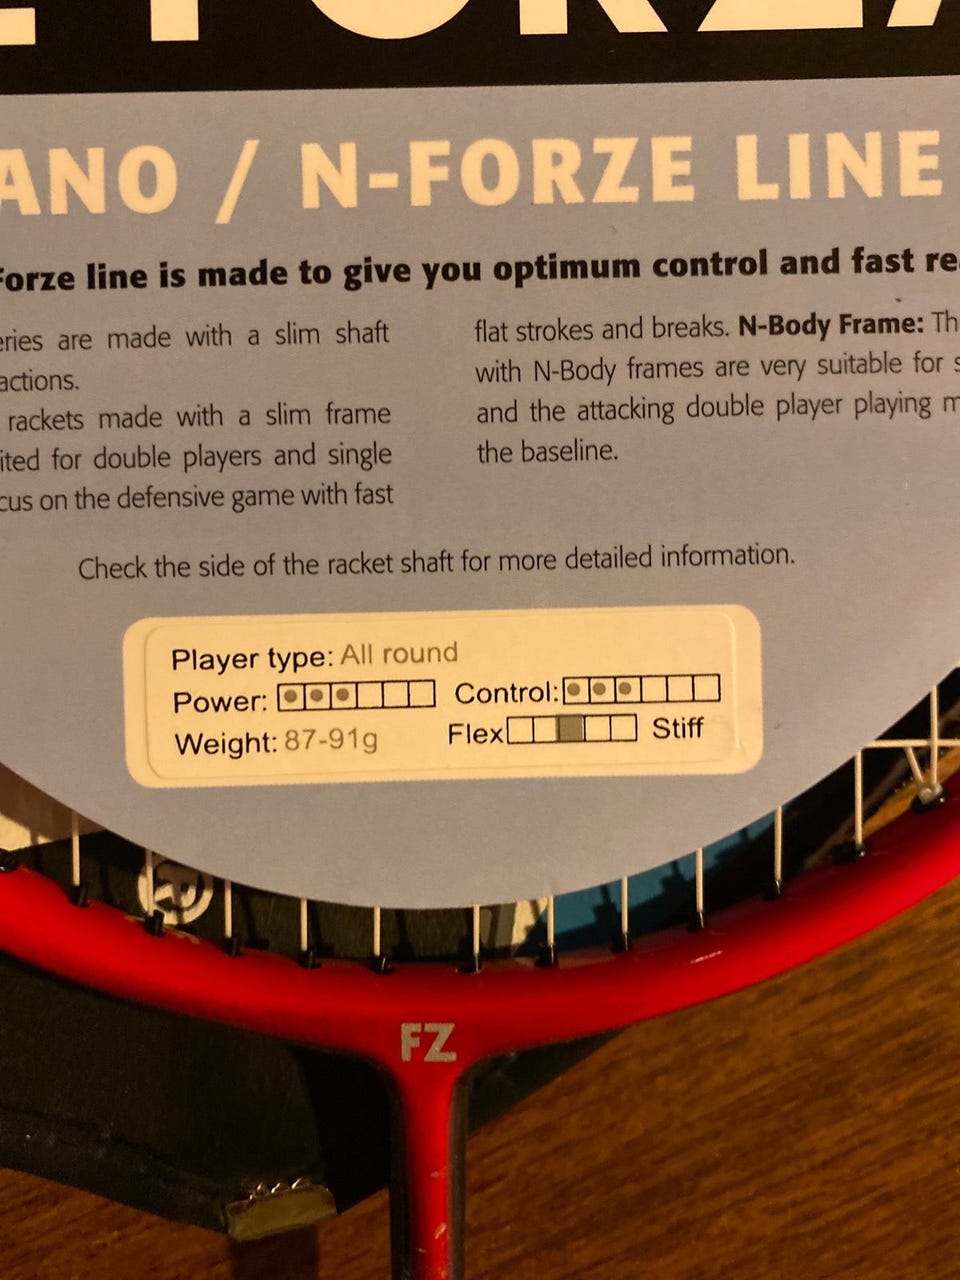 FORZA
ANO / N-FORZE LINE
Forze line is made to give you optimum control and fast re
eries are made with a slim shaft
actions.
rackets made with a slim frame
ited for double players and single
cus on the defensive game with fast
flat strokes and breaks. N-Body Frame: Th
with N-Body frames are very suitable for s
and the attacking double player playing m
the baseline.
Check the side of the racket shaft for more detailed information.
Player type: All round
Power: Control:
Weight: 87-91g Flex Stiff
FZ